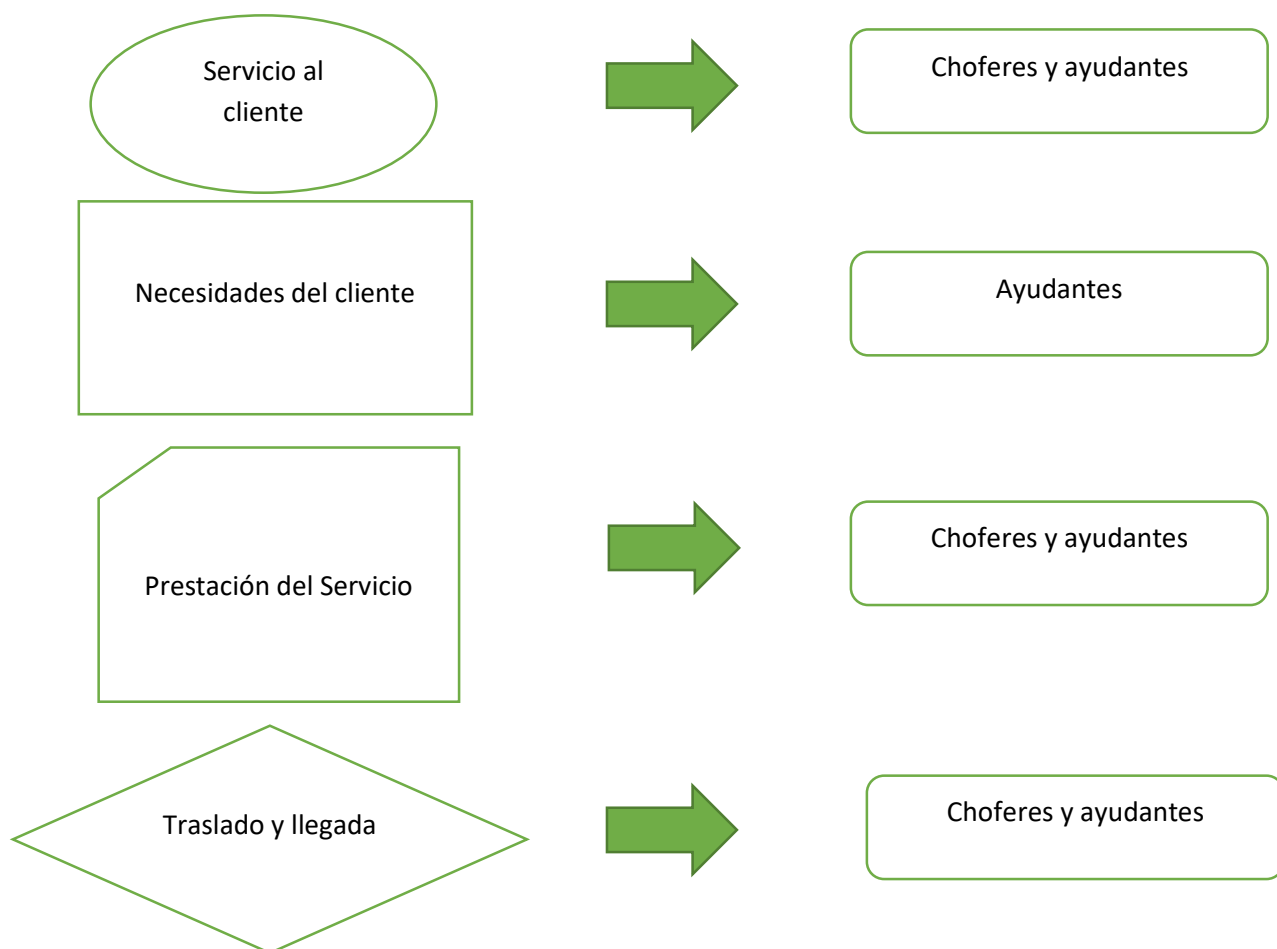 Servicio al
cliente
Choferes y ayudantes
Necesidades del cliente
Ayudantes
Prestación del Servicio
Choferes y ayudantes
Traslado y llegada
Choferes y ayudantes